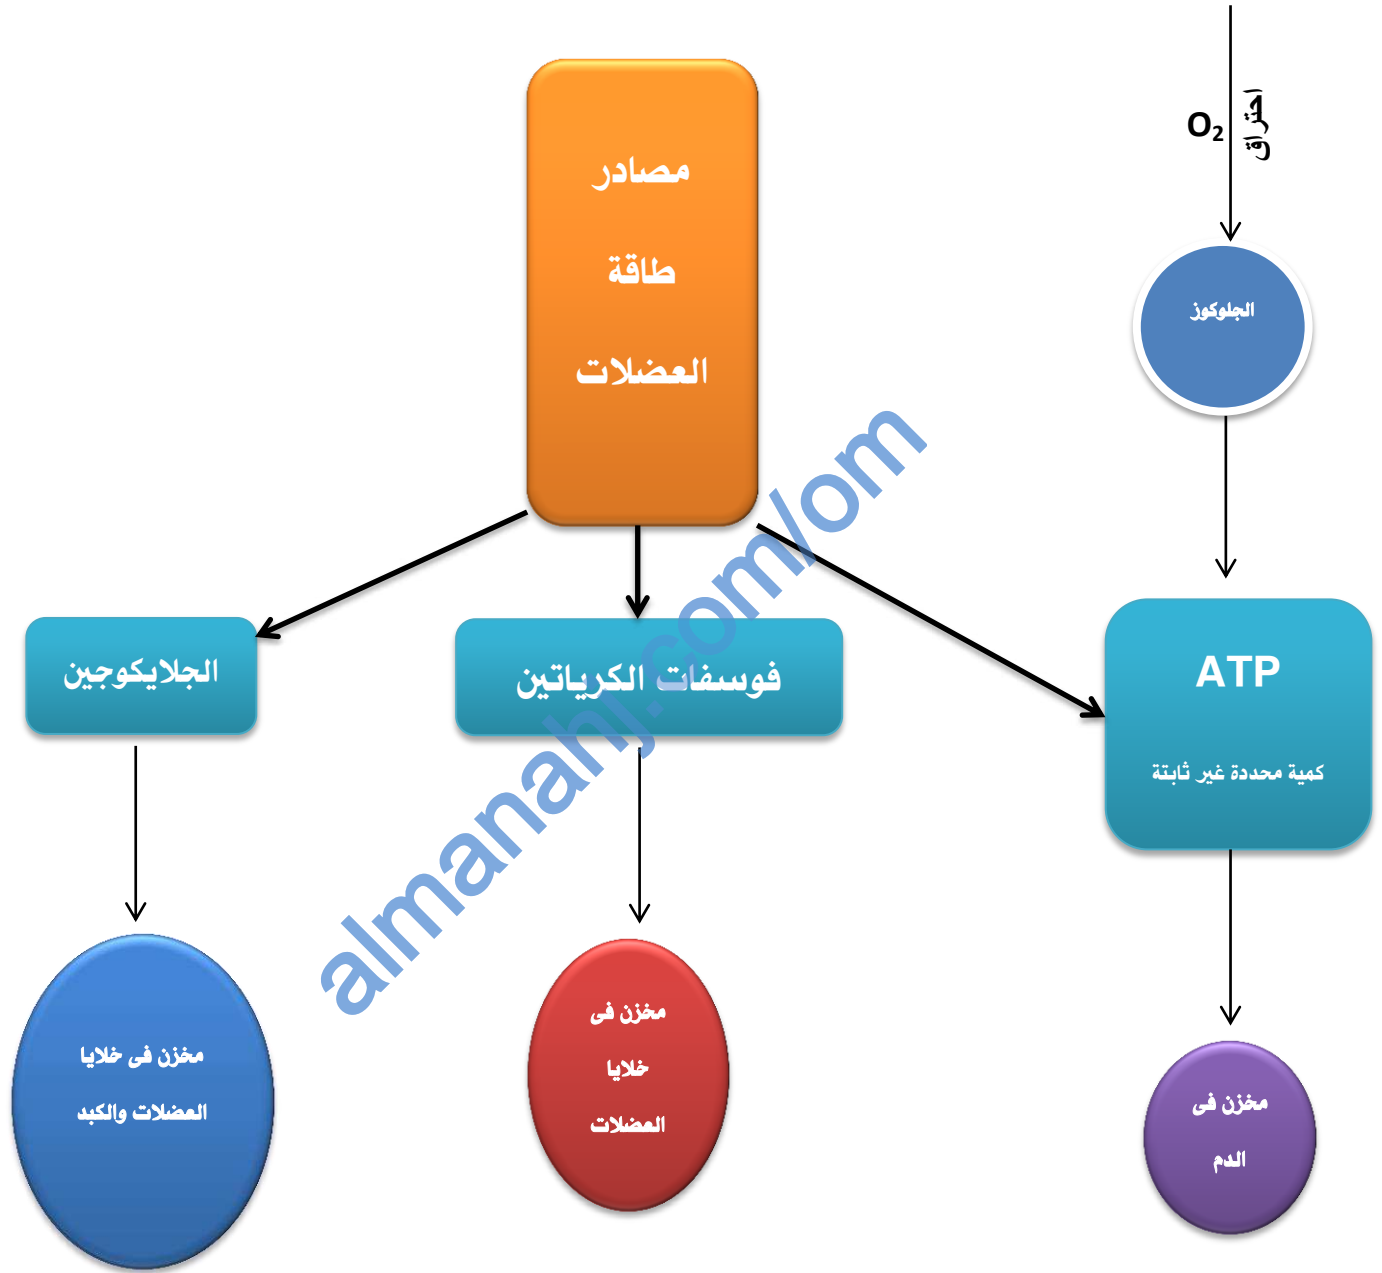 O₂
احتراق
مصادر
طاقة
العضلات
الجلوكوز
ATP
كمية محددة غير ثابتة
فوسفات الكرياتين
الجلايكوجين
مخزن فى
الدم
مخزن فى
خلايا
العضلات
مخزن فى خلايا
العضلات والكبد
almanahj.com/om